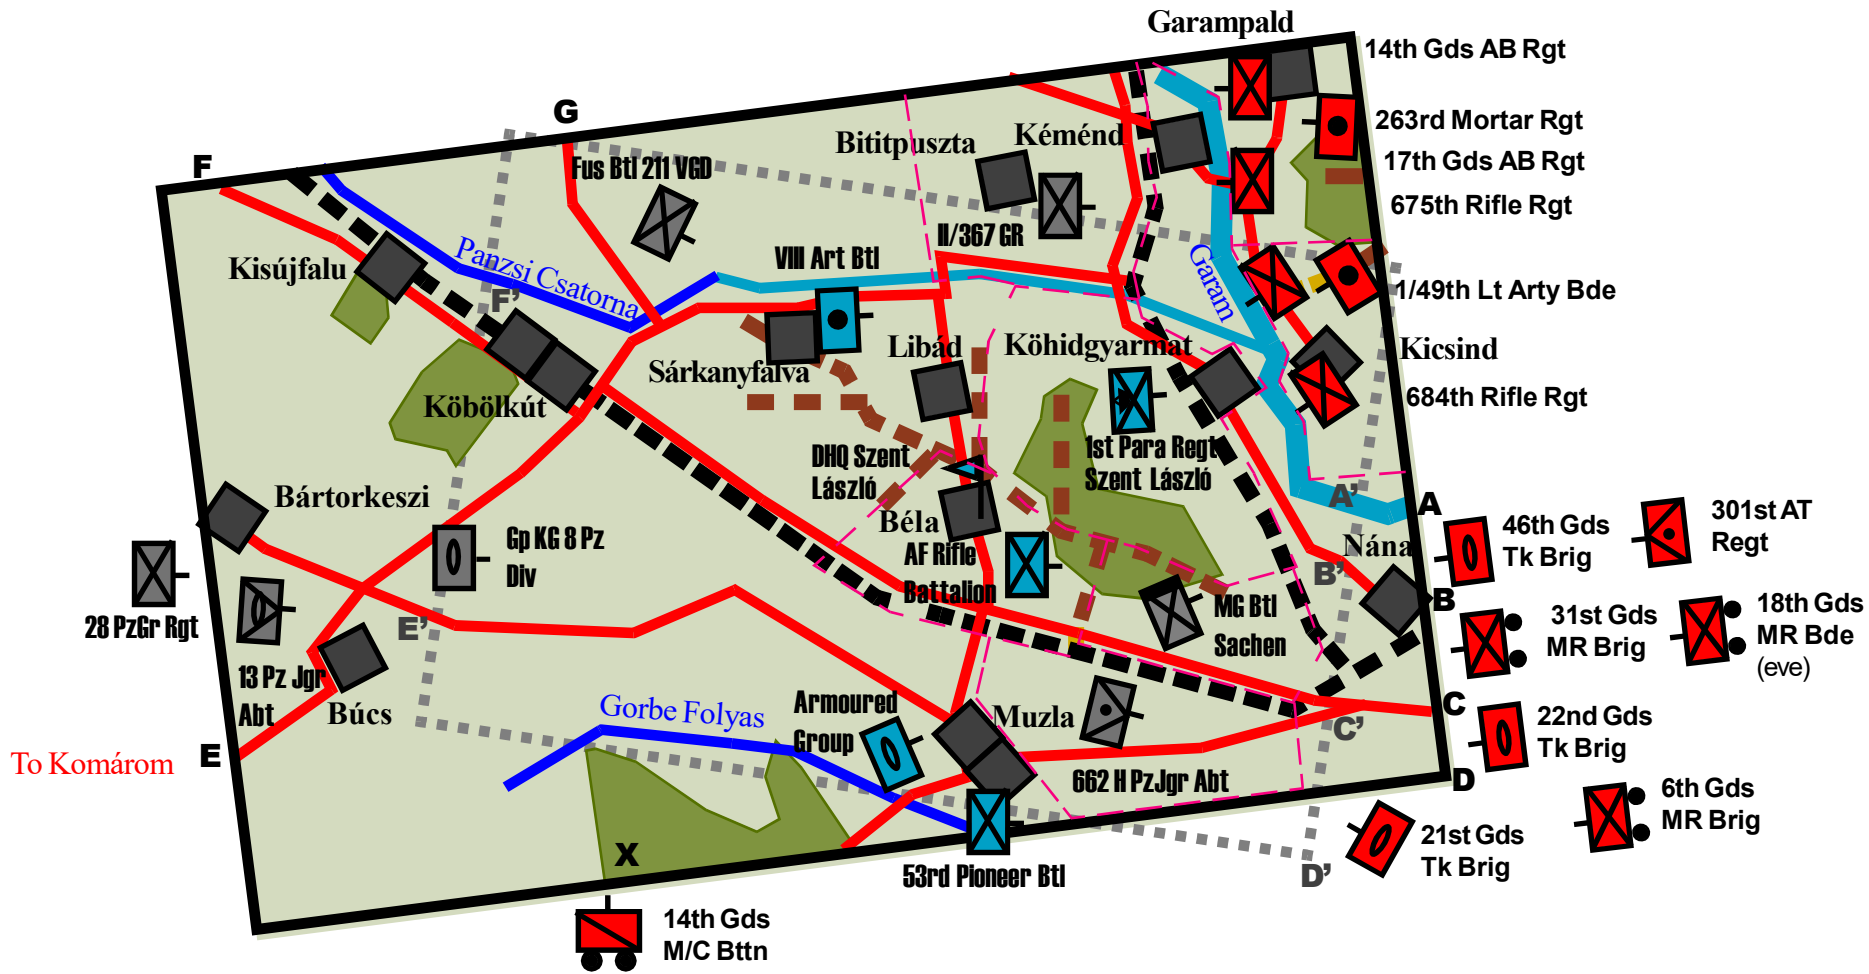 Garampald
14th Gds AB Rgt
G
263rd Mortar Rgt
Kéménd
Bititpuszta
17th Gds AB Rgt
F
Fus Btl 211 VGD
675th Rifle Rgt
II/367 GR
Panzsi Csatorna
VIII Art Btl
Garam
Kisújfalu
F'
1/49th Lt Arty Bde
Köhidgyarmat
Libád
Kicsind
Sárkanyfalva
684th Rifle Rgt
Köbölkút
1st Para Regt
Szent László
DHQ Szent
László
Bártorkeszi
A'
A
46th Gds
Tk Brig
301st AT
Regt
Béla
Nána
Gp KG 8 Pz
Div
AF Rifle
Battalion
B'
B
28 PzGr Rgt
E'
MG Btl
Sachen
31st Gds
MR Brig
18th Gds
MR Bde
(eve)
13 Pz Jgr
Abt
Búcs
Gorbe Folyas
Armoured
Group
Muzla
C'
C
22nd Gds
Tk Brig
To Komárom
E
662 H PzJgr Abt
D
6th Gds
MR Brig
X
53rd Pioneer Btl
D'
21st Gds
Tk Brig
14th Gds
M/C Bttn